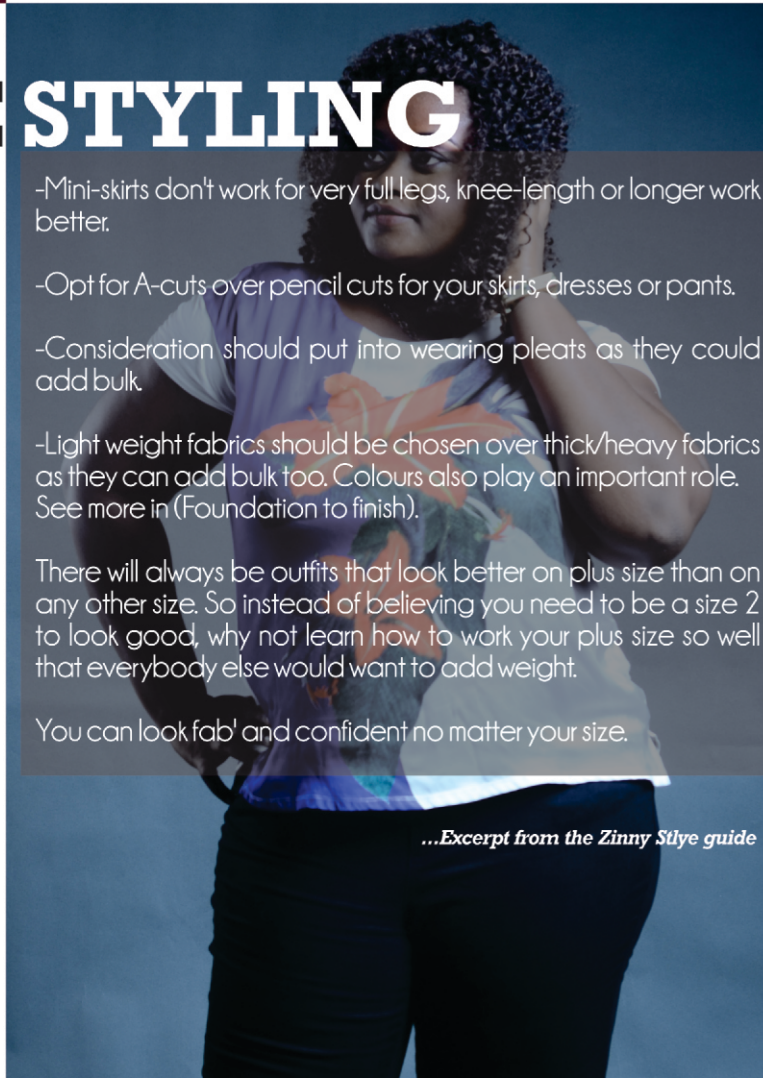 STYLING
-Mini-skirts don't work for very full legs, knee-length or longer work
better.
-Opt for A-cuts over pencil cuts for your skirts, dresses or pants.
-Consideration should put into wearing pleats as they could
add bulk.
-Light weight fabrics should be chosen over thick/heavy fabrics
as they can add bulk too. Colours also play an important role.
See more in (Foundation to finish).
There will always be outfits that look better on plus size than on
any other size. So instead of believing you need to be a size 2
to look good, why not learn how to work your plus size so well
that everybody else would want to add weight.
You can look fab' and confident no matter your size.
...Excerpt from the Zinny Stlye guide